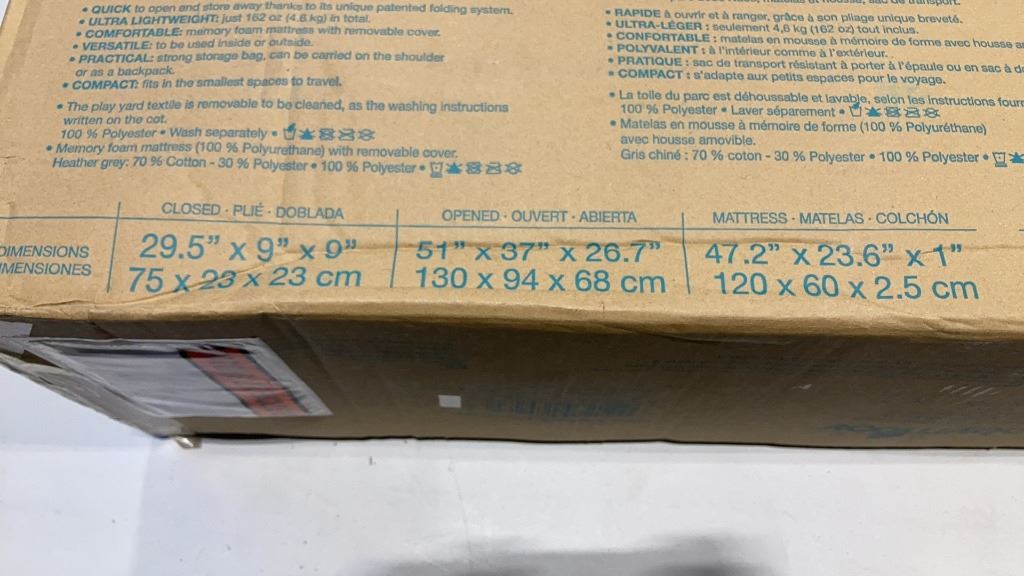 • QUICK to open and store away thanks to its unique patented folding system.
• ULTRA LIGHTWEIGHT: just 162 oz (4.6 kg) in total.
• COMFORTABLE: memory foam mattress with removable cover.
• VERSATILE: to be used inside or outside.
• PRACTICAL: strong storage bag, can be carried on the shoulder
or as a backpack.
• COMPACT: fits in the smallest spaces to travel.
• The play yard textile is removable to be cleaned, as the washing instructions
written on the cot.
100 % Polyester • Wash separately •
• Memory foam mattress (100 % Polyurethane) with removable cover.
Heather grey: 70 % Cotton - 30 % Polyester • 100 % Polyester •
• RAPIDE à ouvrir et à ranger, grâce à son pliage unique breveté.
• ULTRA-LÉGER : seulement 4,6 kg (162 oz) tout inclus.
• CONFORTABLE : matelas en mousse à mémoire de forme avec housse
• POLYVALENT : à l'intérieur comme à l'extérieur.
• PRATIQUE : sac de transport résistant à porter à l'épaule ou en sac à
• COMPACT : s'adapte aux petits espaces pour le voyage.
• La toile du parc est déhoussable et lavable, selon les instructions
100 % Polyester • Laver séparement •
• Matelas en mousse à mémoire de forme (100 % Polyuréthane)
avec housse amovible.
Gris chiné : 70 % coton - 30 % Polyester • 100 % Polyester •
CLOSED · PLIÉ · DOBLADA
OPENED · OUVERT · ABIERTA
MATTRESS · MATELAS · COLCHÓN
DIMENSIONS
IMENSIONES
29.5" x 9" x 9"
75 x 23 x 23 cm
51" x 37" x 26.7"
130 x 94 x 68 cm
47.2" x 23.6" x 1"
120 x 60 x 2.5 cm